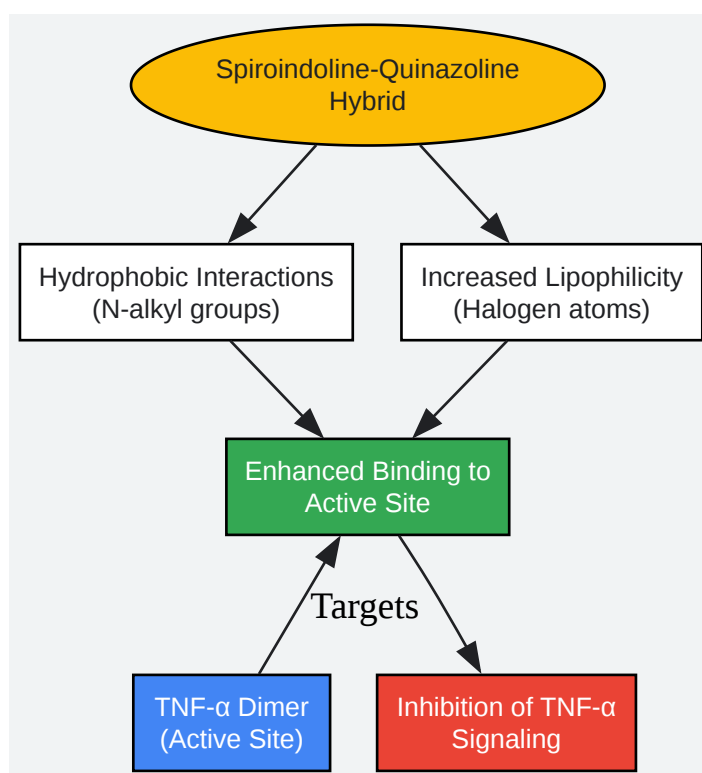 Spiroindoline-Quinazoline
Hybrid
Hydrophobic Interactions
(N-alkyl groups)
Increased Lipophilicity
(Halogen atoms)
Enhanced Binding to
Active Site
Targets
TNF-α Dimer
(Active Site)
Inhibition of TNF-α
Signaling